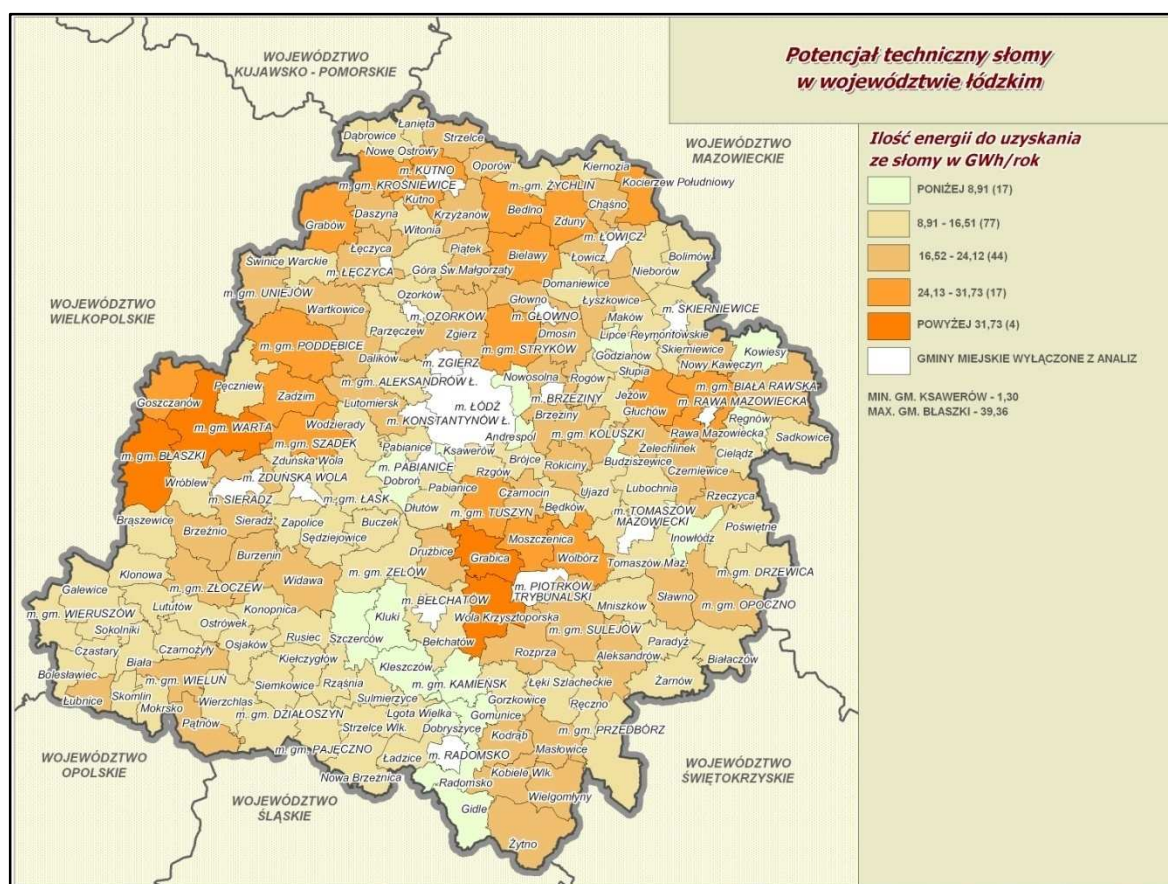 Potencjał techniczny słomy
w województwie łódzkim
Ilość energii do uzyskania
ze słomy w GWh/rok
PONIŻEJ 8,91 (17)
8,91 - 16,51 (77)
16,52 - 24,12 (44)
24,13 - 31,73 (17)
POWYŻEJ 31,73 (4)
GMINY MIEJSKIE WYŁĄCZONE Z ANALIZ
MIN. GM. KSAWERÓW - 1,30
MAX. GM. BŁASZKI - 39,36
WOJEWÓDZTWO
KUJAWSKO - POMORSKIE
WOJEWÓDZTWO
MAZOWIECKIE
WOJEWÓDZTWO
WIELKOPOLSKIE
WOJEWÓDZTWO
OPOLSKIE
WOJEWÓDZTWO
ŚLĄSKIE
WOJEWÓDZTWO
ŚWIĘTOKRZYSKIE
Łanięta
Dąbrowice
Strzelce
Nowe Ostrowy
Oporów
Kiernozia
m. KUTNO
m. gm. KROŚNIEWICE
m. gm. ŻYCHLIN
Kocierzew Południowy
Kutno
Bedlno
Chąśno
Grabów
Daszyna
Krzyżanów
Zduny
Witonia
m. ŁOWICZ
Łęczyca
Piątek
Bielawy
Łowicz
Bolimów
Świnice Warckie
m. ŁĘCZYCA
Góra Św.Małgorzaty
Nieborów
Domaniewice
m. gm. UNIEJÓW
Ozorków
Głowno
Łyszkowice
m. SKIERNIEWICE
Wartkowice
m. OZORKÓW
m. GŁOWNO
Maków
Parzęczew
Zgierz
Dmosin
Lipce Reymontowskie
Skierniewice
Kowiesy
m. gm. PODDĘBICE
Dalików
m. gm. STRYKÓW
Godzianów
Słupia
Nowy Kawęczyn
m. ZGIERZ
Nowosolna
Rogów
Pęczniew
m. gm. ALEKSANDRÓW Ł.
m. BRZEZINY
Jeżów
m. gm. BIAŁA RAWSKA
Goszczanów
Zadzim
Lutomiersk
m. ŁÓDŹ
Brzeziny
Głuchów
m. RAWA MAZOWIECKA
m. KONSTANTYNÓW Ł.
Regnów
m. gm. WARTA
Wodzierady
Andrespol
m. gm. KOLUSZKI
Rawa Mazowiecka
Sadkowice
m. gm. SZADEK
Pabianice
Ksawerów
Żelechlinek
Cielądz
m. gm. BŁASZKI
Zduńska Wola
m. PABIANICE
Brójce
Rokiciny
Budziszewice
Wróblew
m. ZDUŃSKA WOLA
Dobroń
Rzgów
Czerniewice
m. SIERADZ
m. gm. ŁASK
Pabianice
Czarnocin
Ujazd
Lubochnia
Rzeczyca
Brąszewice
Dłutów
m. gm. TUSZYN
Będków
m. TOMASZÓW
MAZOWIECKI
Brzeźnio
Sieradz
Zapolice
Buczek
Poświętne
Sędziejowice
Moszczenica
Inowłódz
Burzenin
Drużbice
Grabica
Wolbórz
Tomaszów Maz.
Klonowa
m. gm. ZELÓW
m. gm. DRZEWICA
Galewice
m. gm. ZŁOCZEW
Widawa
m. PIOTRKÓW
TRYBUNALSKI
Sławno
m. gm. WIERUSZÓW
Lututów
Konopnica
m. BEŁCHATÓW
Mniszków
m. gm. OPOCZNO
Sokolniki
Ostrówek
Kluki
Wola Krzysztoporska
m. gm. SULEJÓW
Rusiec
Szczerców
Bełchatów
Paradyż
Czastary
Czarnożyły
Osjaków
Rozprza
Aleksandrów
Białaczów
Biała
Kiełczygłów
Kleszczów
Bolesławiec
m. gm. WIELUŃ
Siemkowice
Rząśnia
m. gm. KAMIEŃSK
Łęki Szlacheckie
Żarnów
Łubnice
Skomlin
Wierzchlas
Sulmierzyce
Gorzkowice
Ręczno
Mokrsko
m. gm. DZIAŁOSZYN
Lgota Wielka
Gomunice
Pątnów
Strzelce Wlk.
Dobryszyce
Kodrąb
m. gm. PRZEDBÓRZ
m. gm. PAJĘCZNO
Ładzice
m. RADOMSKO
Masłowice
Nowa Brzeźnica
Radomsko
Kobiele Wlk.
Gidle
Wielgomłyny
Żytno